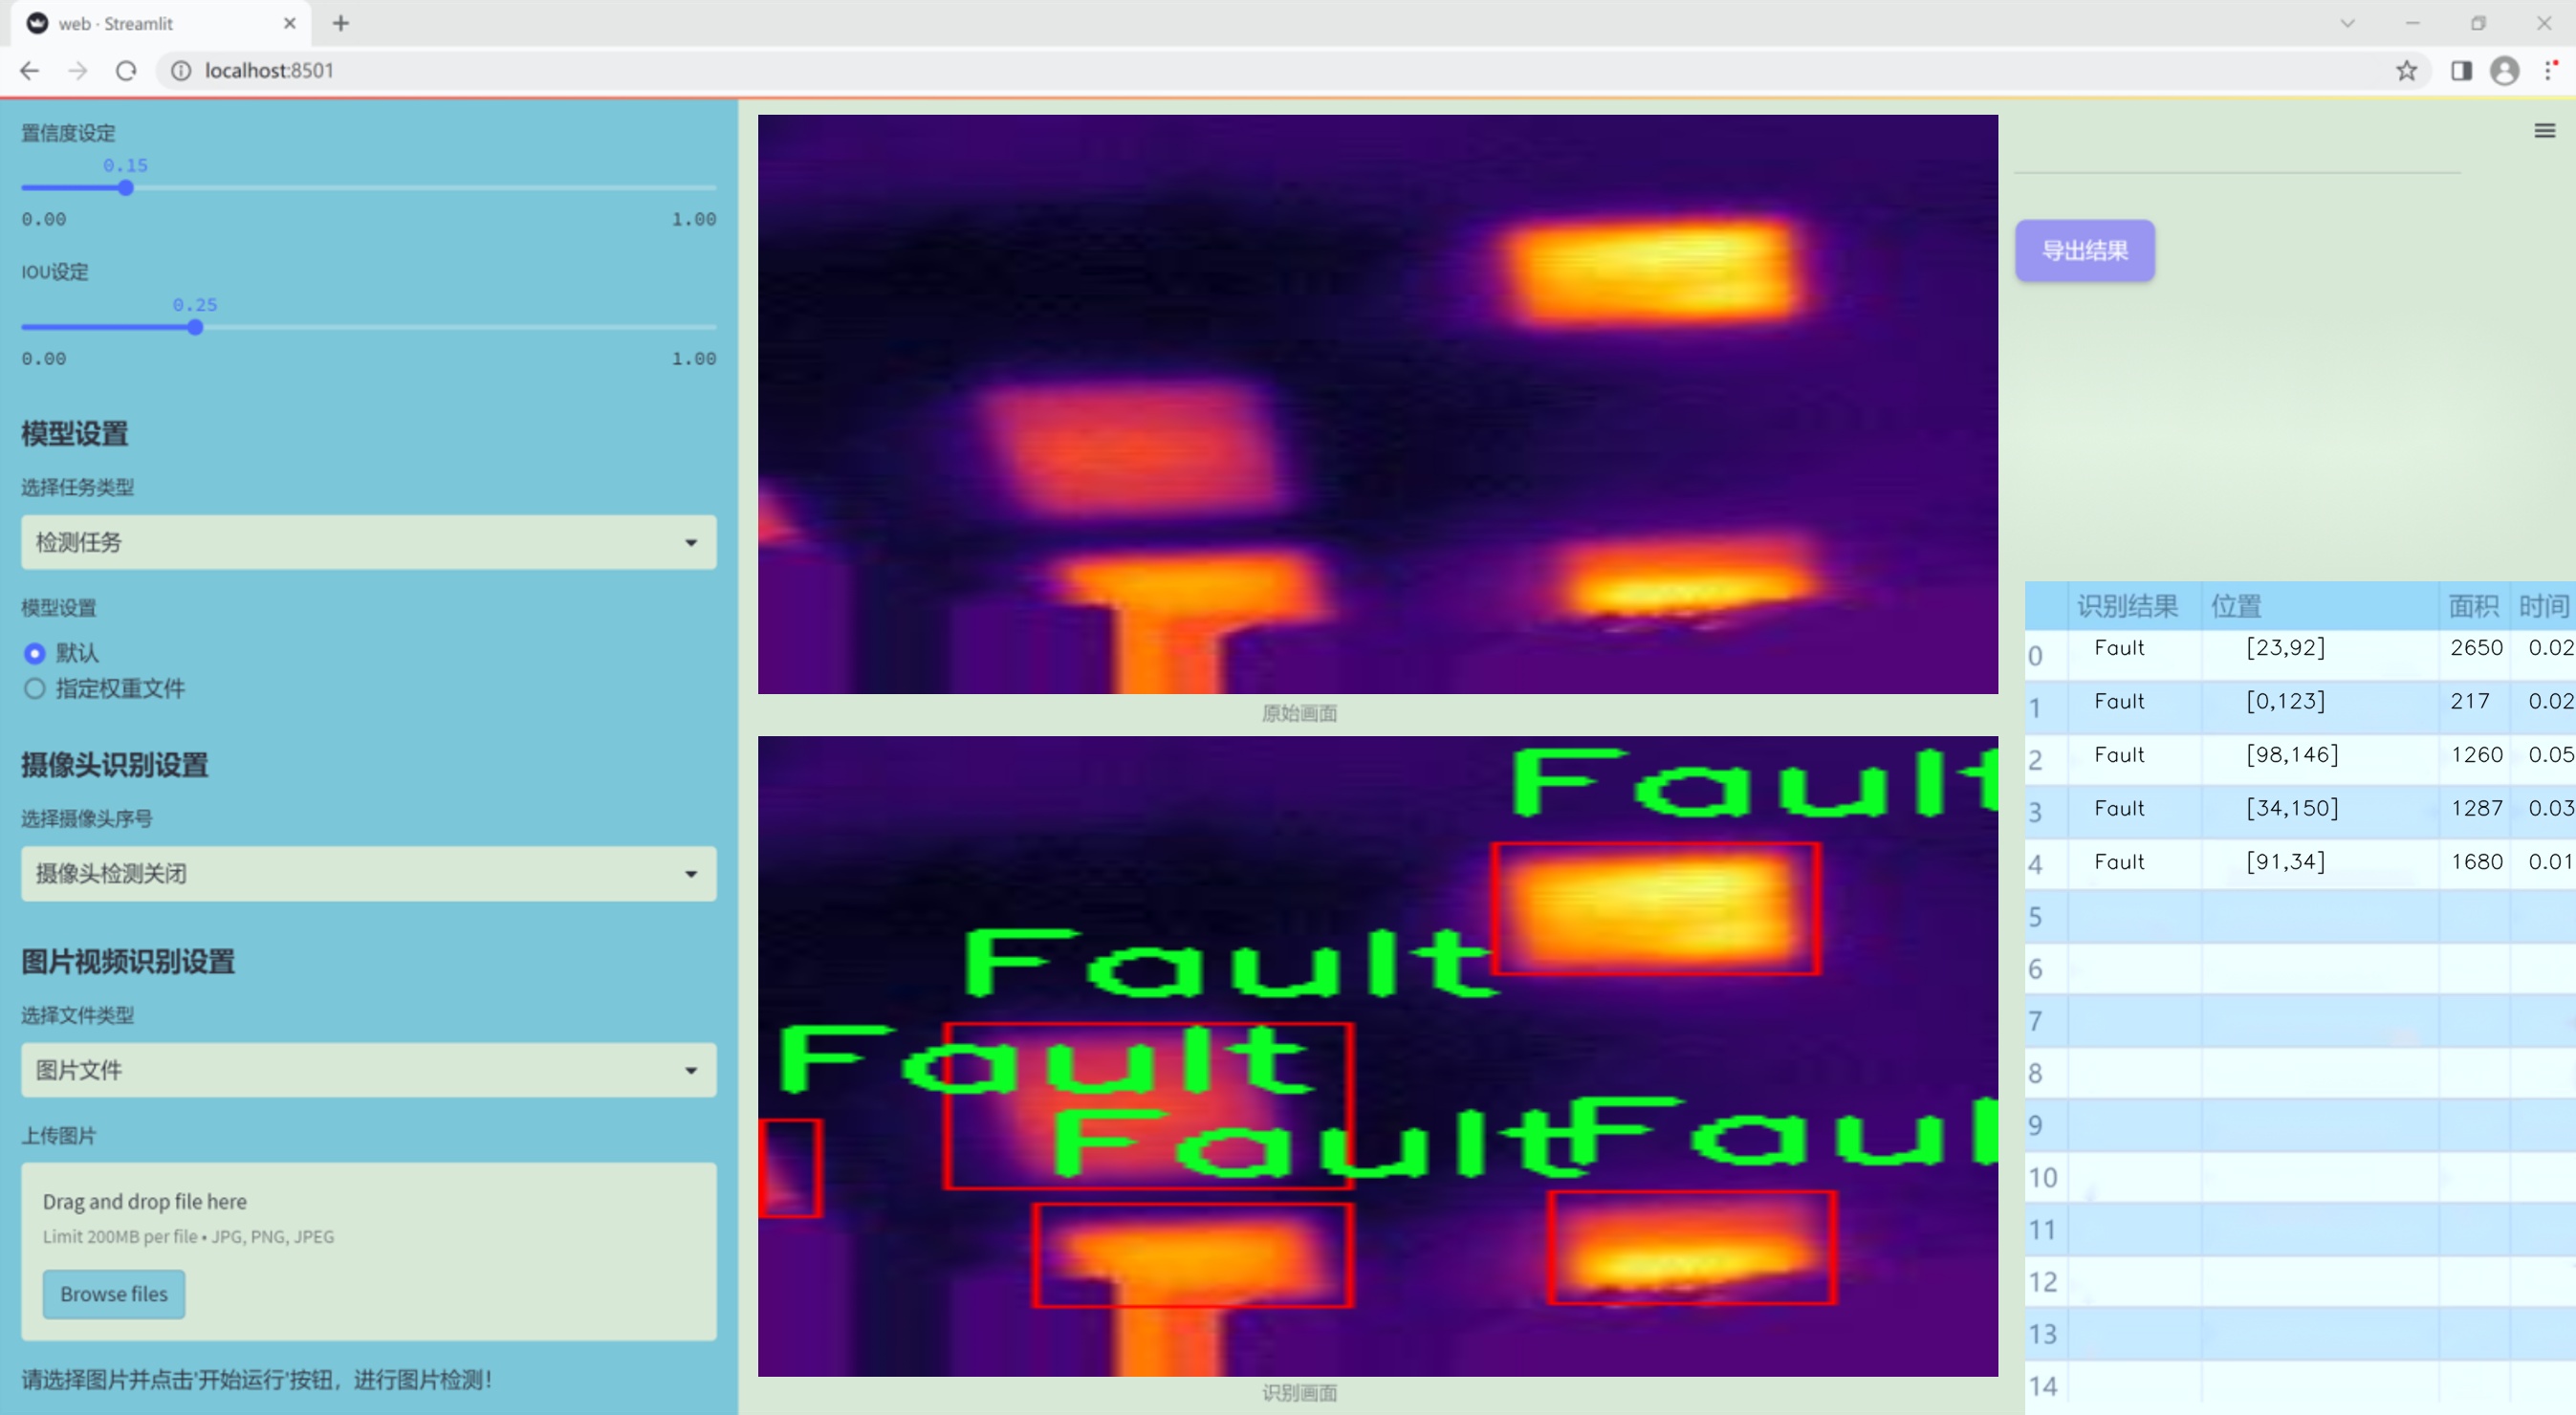 web · Streamlit
localhost:8501
置信度设定
0.15
0.00 1.00
IOU设定
0.25
0.00 1.00
模型设置
选择任务类型
检测任务
模型设置
默认
指定权重文件
摄像头识别设置
选择摄像头序号
摄像头检测关闭
图片视频识别设置
选择文件类型
图片文件
上传图片
Drag and drop file here
Limit 200MB per file • JPG, PNG, JPEG
Browse files
请选择图片并点击'开始运行'按钮，进行图片检测!
原始画面
Fault
Fault
Fault
Fault
Faul
识别画面
导出结果
识别结果 位置 面积 时间
0 Fault [23,92] 2650 0.02
1 Fault [0,123] 217 0.02
2 Fault [98,146] 1260 0.05
3 Fault [34,150] 1287 0.03
4 Fault [91,34] 1680 0.01
5
6
7
8
9
10
11
12
13
14